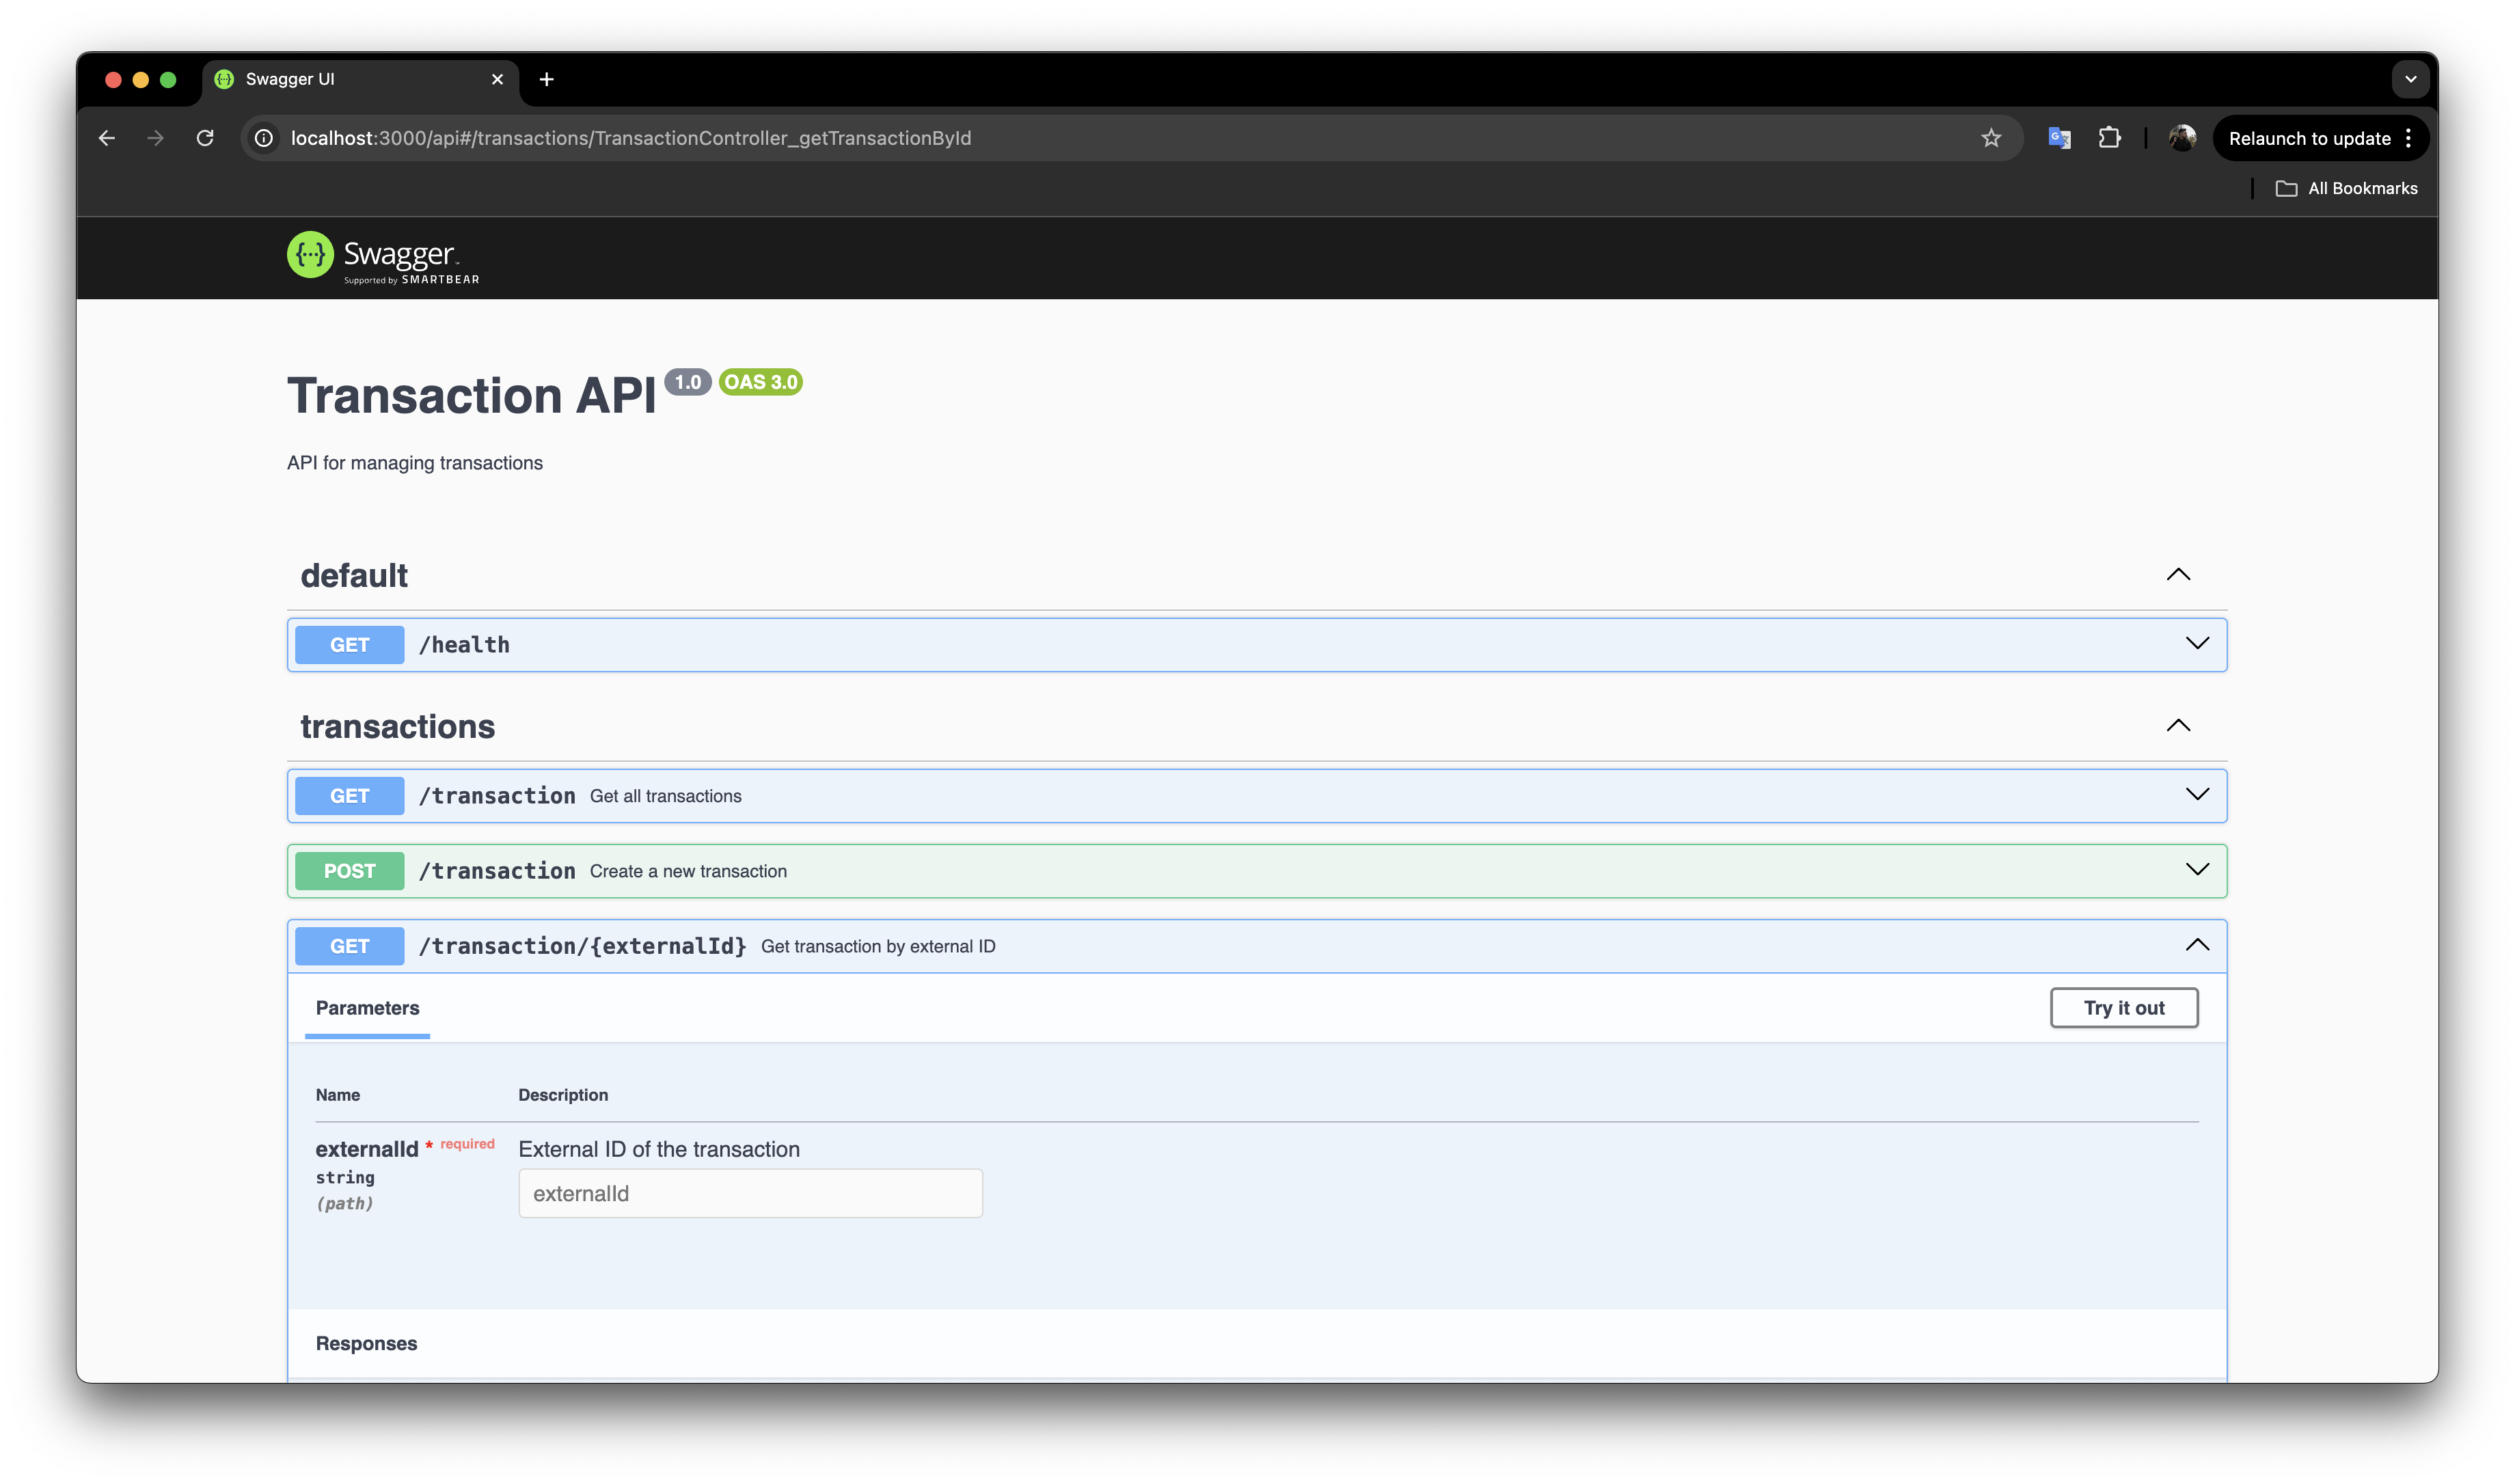 Swagger UI
localhost:3000/api#/transactions/TransactionController_getTransactionById
Relaunch to update
All Bookmarks
{···} Swagger™
Supported by SMARTBEAR
Transaction API 1.0 OAS 3.0
API for managing transactions
default
GET /health
transactions
GET /transaction Get all transactions
POST /transaction Create a new transaction
GET /transaction/{externalId} Get transaction by external ID
Parameters Try it out
Name Description
externalId * required External ID of the transaction
string
(path)
externalId
Responses